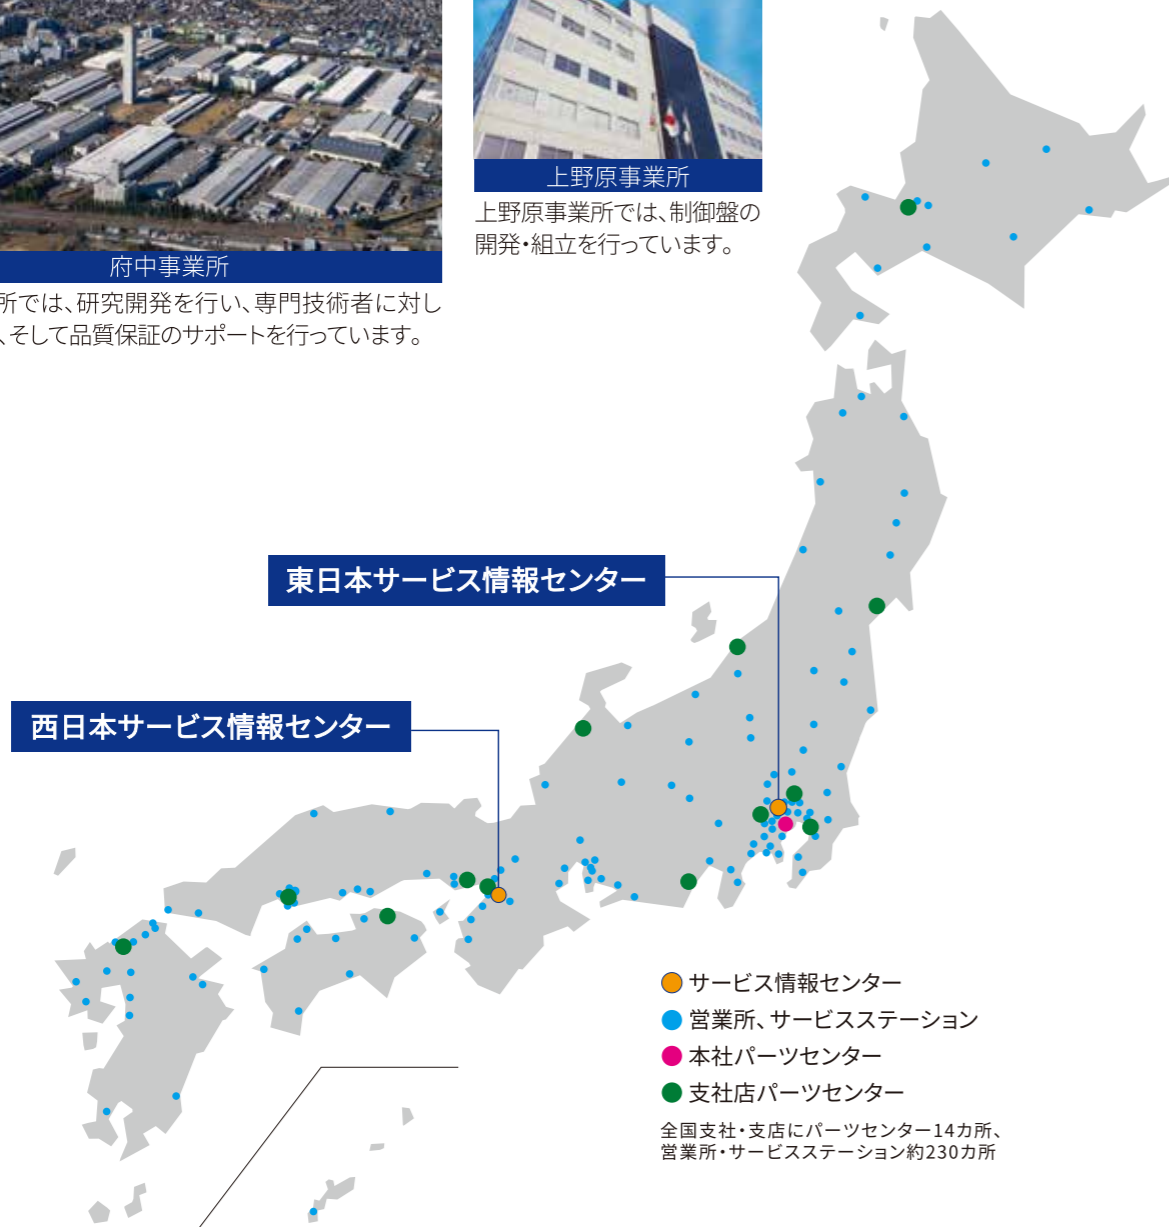 上野原事業所
上野原事業所では、制御盤の
開発・組立を行っています。
府中事業所
所では、研究開発を行い、専門技術者に対し
、そして品質保証のサポートを行っています。
東日本サービス情報センター
西日本サービス情報センター
サービス情報センター
営業所、サービスステーション
本社パーツセンター
支社店パーツセンター
全国支社・支店にパーツセンター14カ所、
営業所・サービスステーション約230カ所